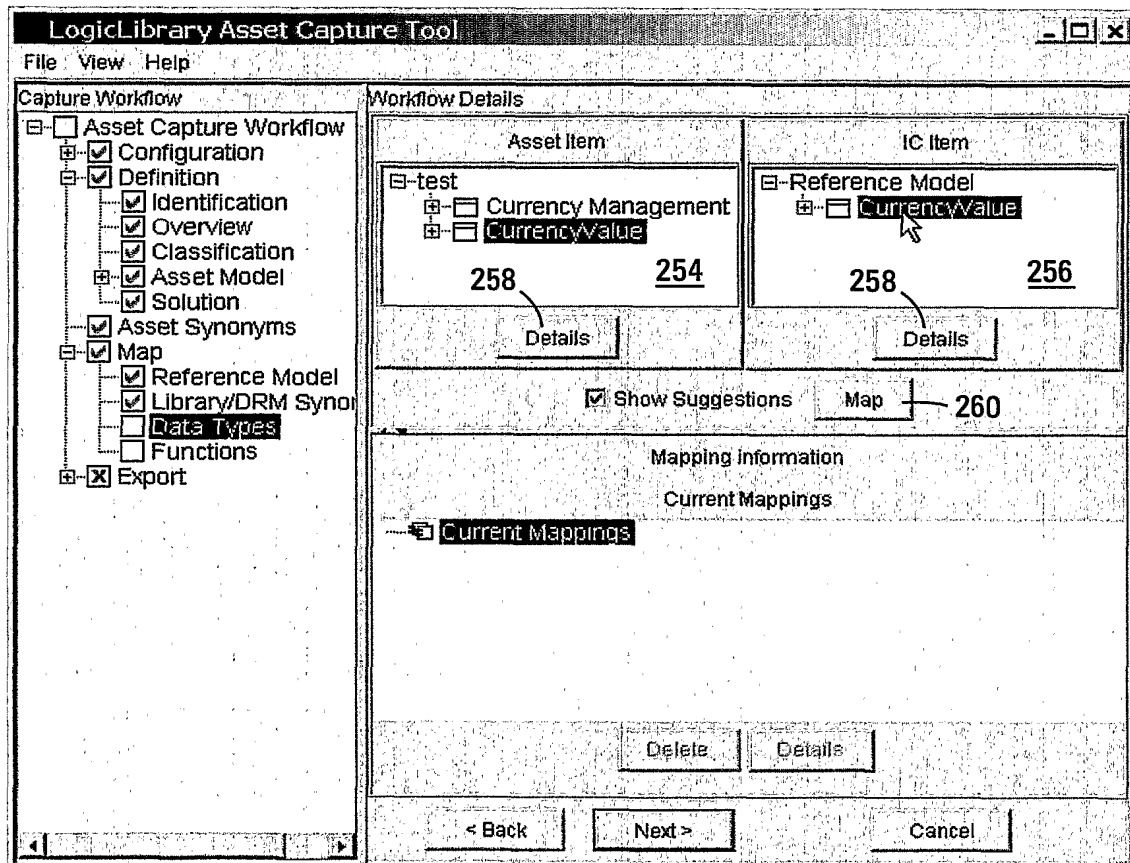 LogicLibrary Asset Capture Tool
File View Help
Capture Workflow
Asset Capture Workflow
Configuration
Definition
Identification
Overview
Classification
Asset Model
Solution
Asset Synonyms
Map
Reference Model
Library/DRM Synor
Data Types
Functions
Export
Workflow Details
Asset Item
test
Currency Management
CurrencyValue
258
254
Details
IC Item
Reference Model
CurrencyValue
258
256
Details
Show Suggestions
Map
260
Mapping Information
Current Mappings
Current Mappings
Delete
Details
< Back
Next >
Cancel